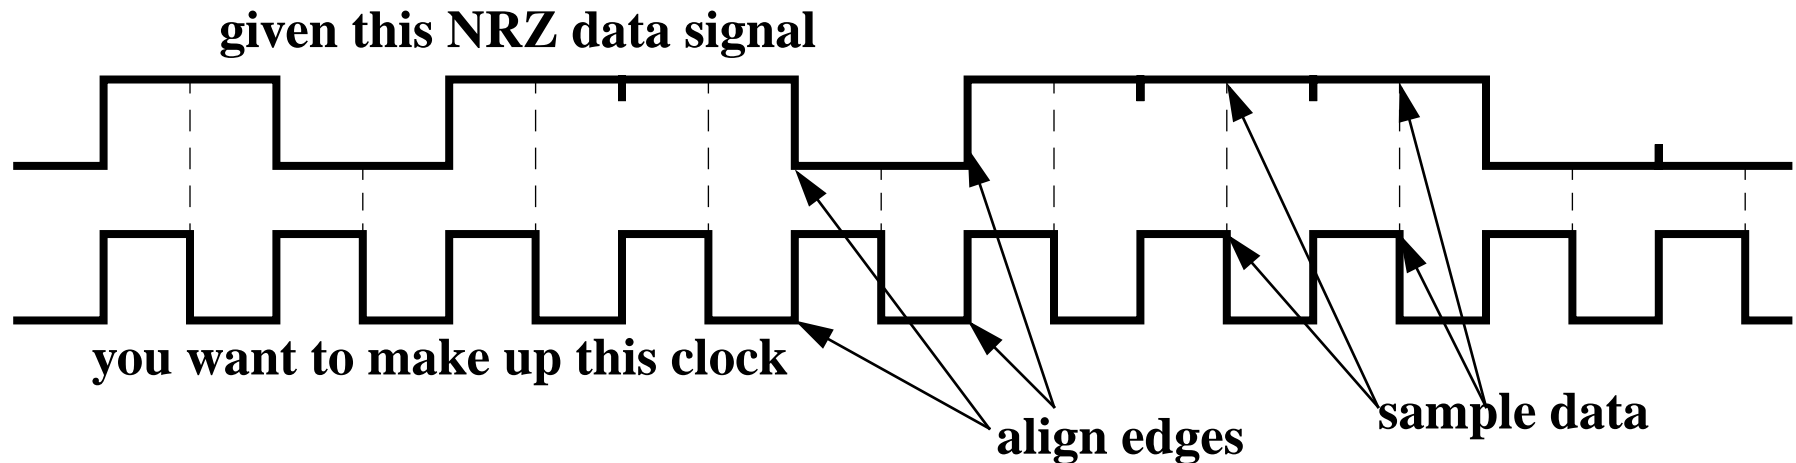 given this NRZ data signal
you want to make up this clock
align edges
sample data